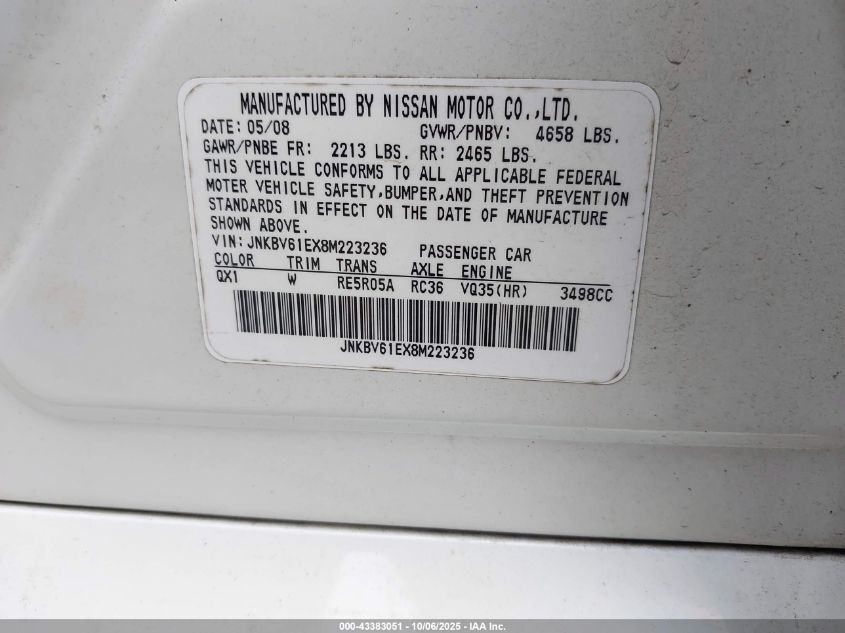 MANUFACTURED BY NISSAN MOTOR CO.,LTD.
DATE: 05/08 GVWR/PNBV: 4658 LBS.
GAWR/PNBE FR: 2213 LBS. RR: 2465 LBS.
THIS VEHICLE CONFORMS TO ALL APPLICABLE FEDERAL
MOTER VEHICLE SAFETY,BUMPER,AND THEFT PREVENTION
STANDARDS IN EFFECT ON THE DATE OF MANUFACTURE
SHOWN ABOVE.
VIN: JNKBV61EX8M223236 PASSENGER CAR
COLOR TRIM TRANS AXLE ENGINE
QX1 W RE5R05A RC36 VQ35(HR) 3498CC
JNKBV61EX8M223236
000-43383051 - 10/06/2025 - IAA Inc.